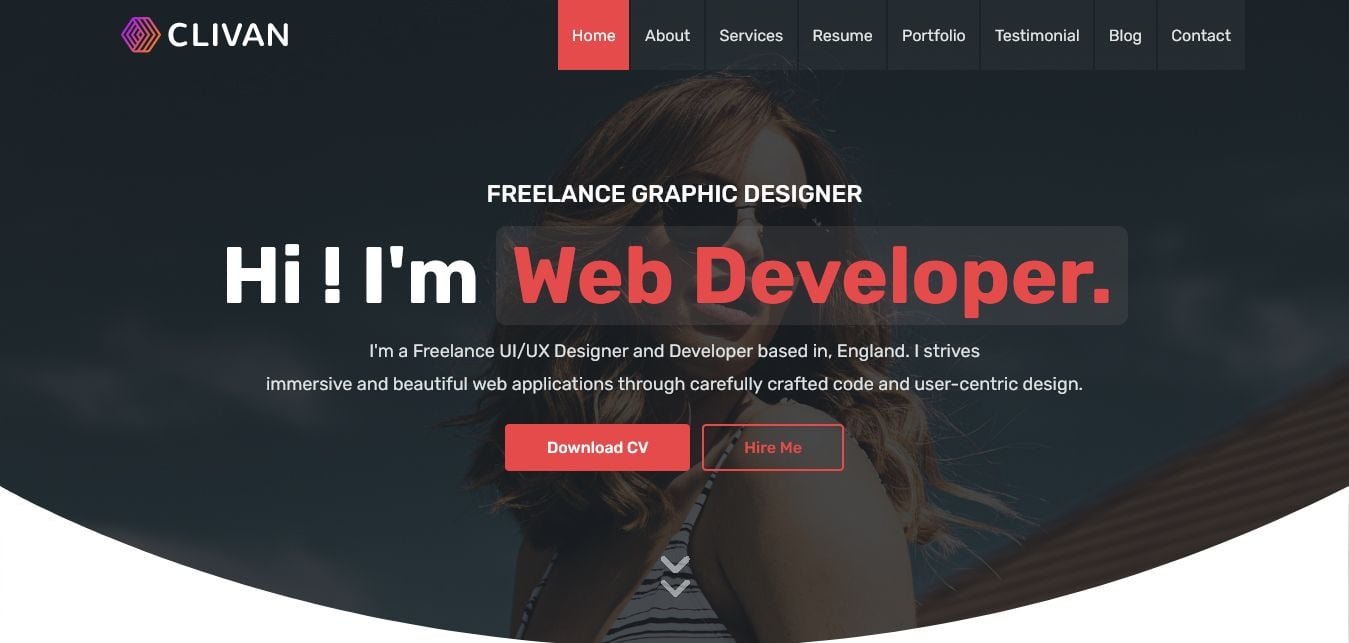 CLIVAN
Home About Services Resume Portfolio Testimonial Blog Contact
FREELANCE GRAPHIC DESIGNER
Hi ! I'm Web Developer.
I'm a Freelance UI/UX Designer and Developer based in, England. I strives
immersive and beautiful web applications through carefully crafted code and user-centric design.
Download CV Hire Me